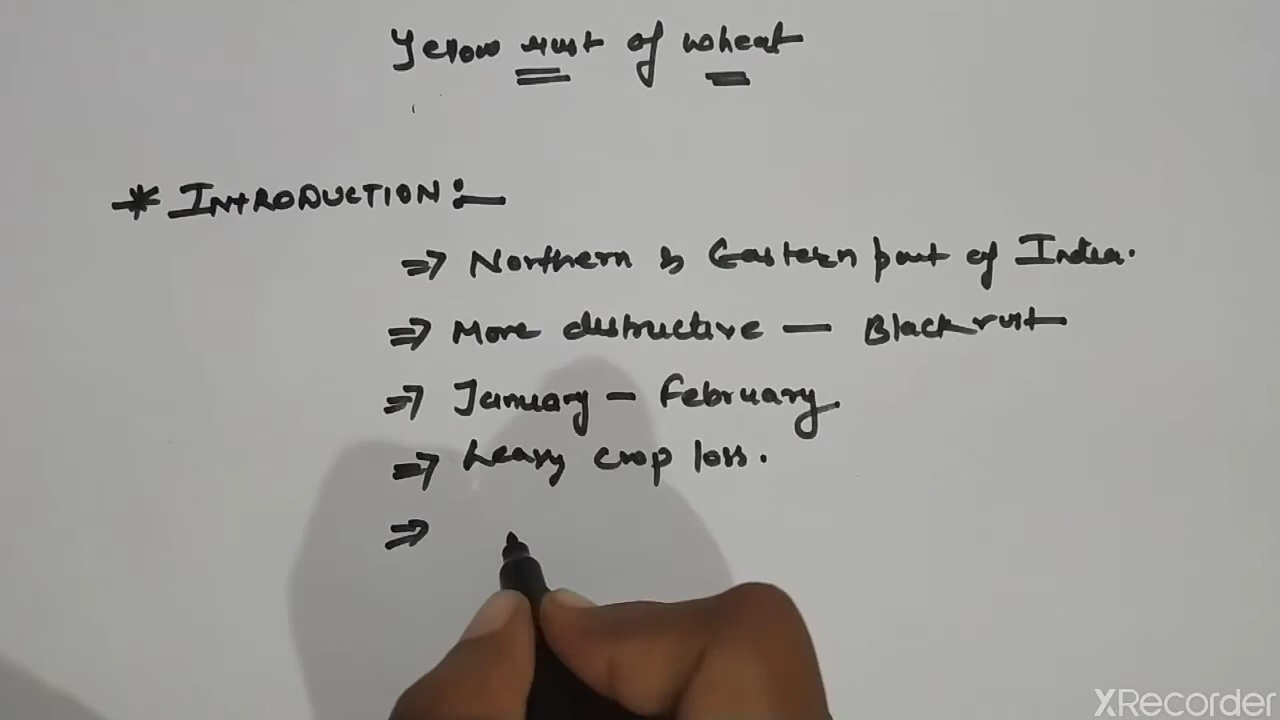 Yellow rust of wheat
* INTRODUCTION:-
⇒ Northern & Eastern part of India.
⇒ More destructive — Black rust
⇒ January - February.
⇒ heavy crop loss.
⇒
XRecorder